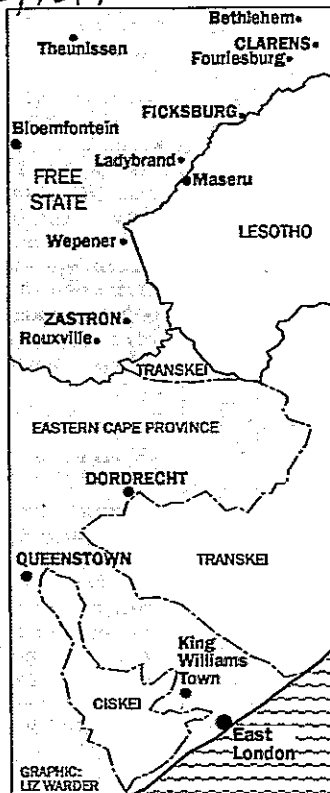 Bethlehem
Theunissen
CLARENS
Fouriesburg
FICKSBURG
Bloemfontein
Ladybrand
Maseru
FREE
STATE
LESOTHO
Wepener
ZASTRON
Rouxville
TRANSKEI
EASTERN CAPE PROVINCE
DORDRECHT
QUEENSTOWN
TRANSKEI
King
Williams
Town
CISKEI
East
London
GRAPHIC:
LIZ WARDER